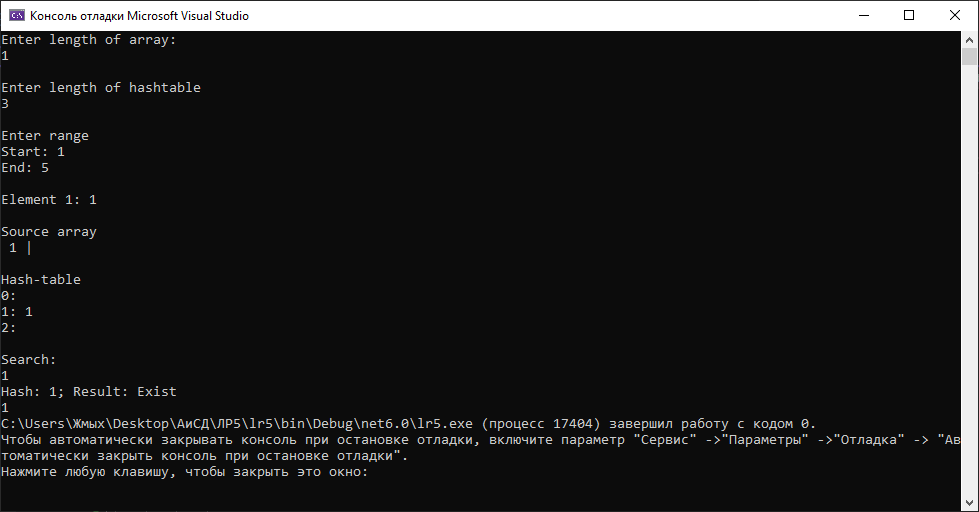 Консоль отладки Microsoft Visual Studio
Enter length of array:
1
Enter length of hashtable
3
Enter range
Start: 1
End: 5
Element 1: 1
Source array
1 |
Hash-table
0:
1: 1
2:
Search:
1
Hash: 1; Result: Exist
1
C:\Users\Жмых\Desktop\АиСД\ЛР5\lr5\bin\Debug\net6.0\lr5.exe (процесс 17404) завершил работу с кодом 0.
Чтобы автоматически закрывать консоль при остановке отладки, включите параметр "Сервис" ->"Параметры" ->"Отладка" -> "Ав
томатически закрыть консоль при остановке отладки".
Нажмите любую клавишу, чтобы закрыть это окно: